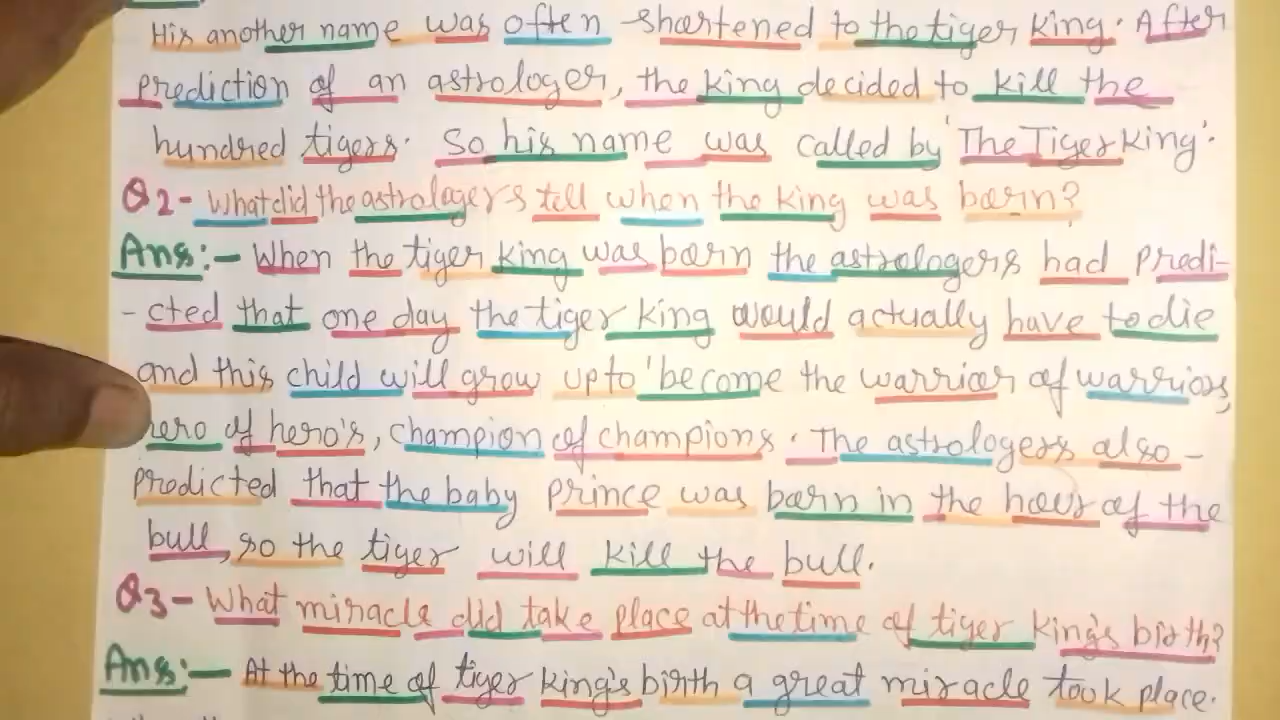 His another name was often shortened to the tiger king. After
prediction of an astrologer, the king decided to kill the
hundred tigers. So his name was called by 'The Tiger King'.
Q2- What did the astrologers tell when the king was born?
Ans:- When the tiger king was born the astrologers had predi-
-cted that one day the tiger king would actually have to die
and this child will grow up to 'become the warrior of warriors,
hero of hero's, champion of champions. The astrologers also -
predicted that the baby prince was born in the hour of the
bull, so the tiger will kill the bull.
Q3- What miracle did take place at the time of tiger king's birth?
Ans:- At the time of tiger king's birth a great miracle took place.